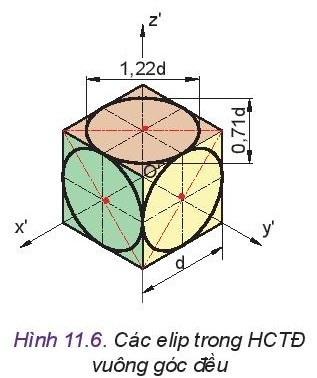 z'
1,22d
0,71d
O'
x'
y'
d
Hình 11.6. Các elip trong HCTĐ
vuông góc đều